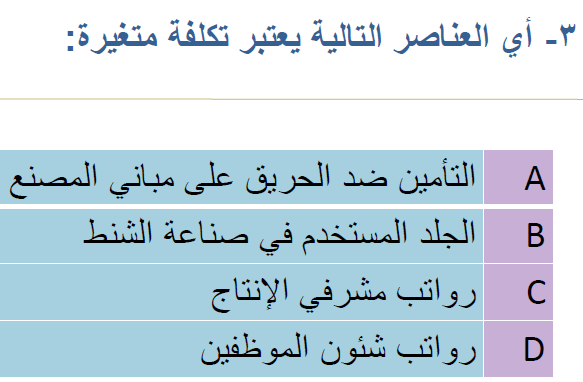 ٣- أي العناصر التالية يعتبر تكلفة متغيرة:
A التأمين ضد الحريق على مباني المصنع
B الجلد المستخدم في صناعة الشنط
C رواتب مشرفي الإنتاج
D رواتب شئون الموظفين